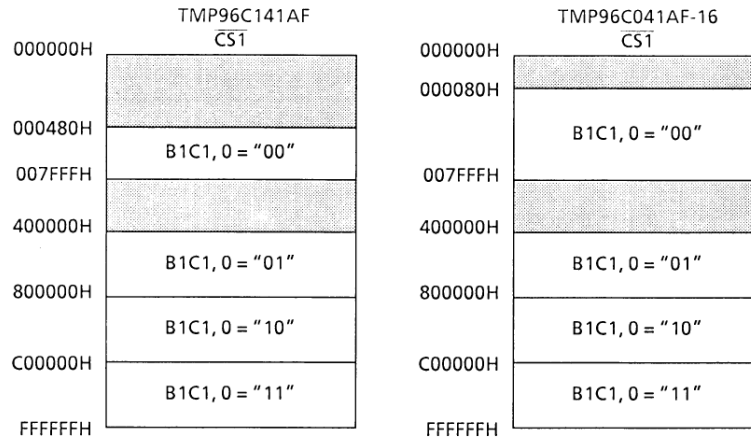 TMP96C141AF
CS1
000000H
000480H
B1C1, 0 = "00"
007FFFH
400000H
B1C1, 0 = "01"
800000H
B1C1, 0 = "10"
C00000H
B1C1, 0 = "11"
FFFFFFH
TMP96C041AF-16
CS1
000000H
000080H
B1C1, 0 = "00"
007FFFH
400000H
B1C1, 0 = "01"
800000H
B1C1, 0 = "10"
C00000H
B1C1, 0 = "11"
FFFFFFH